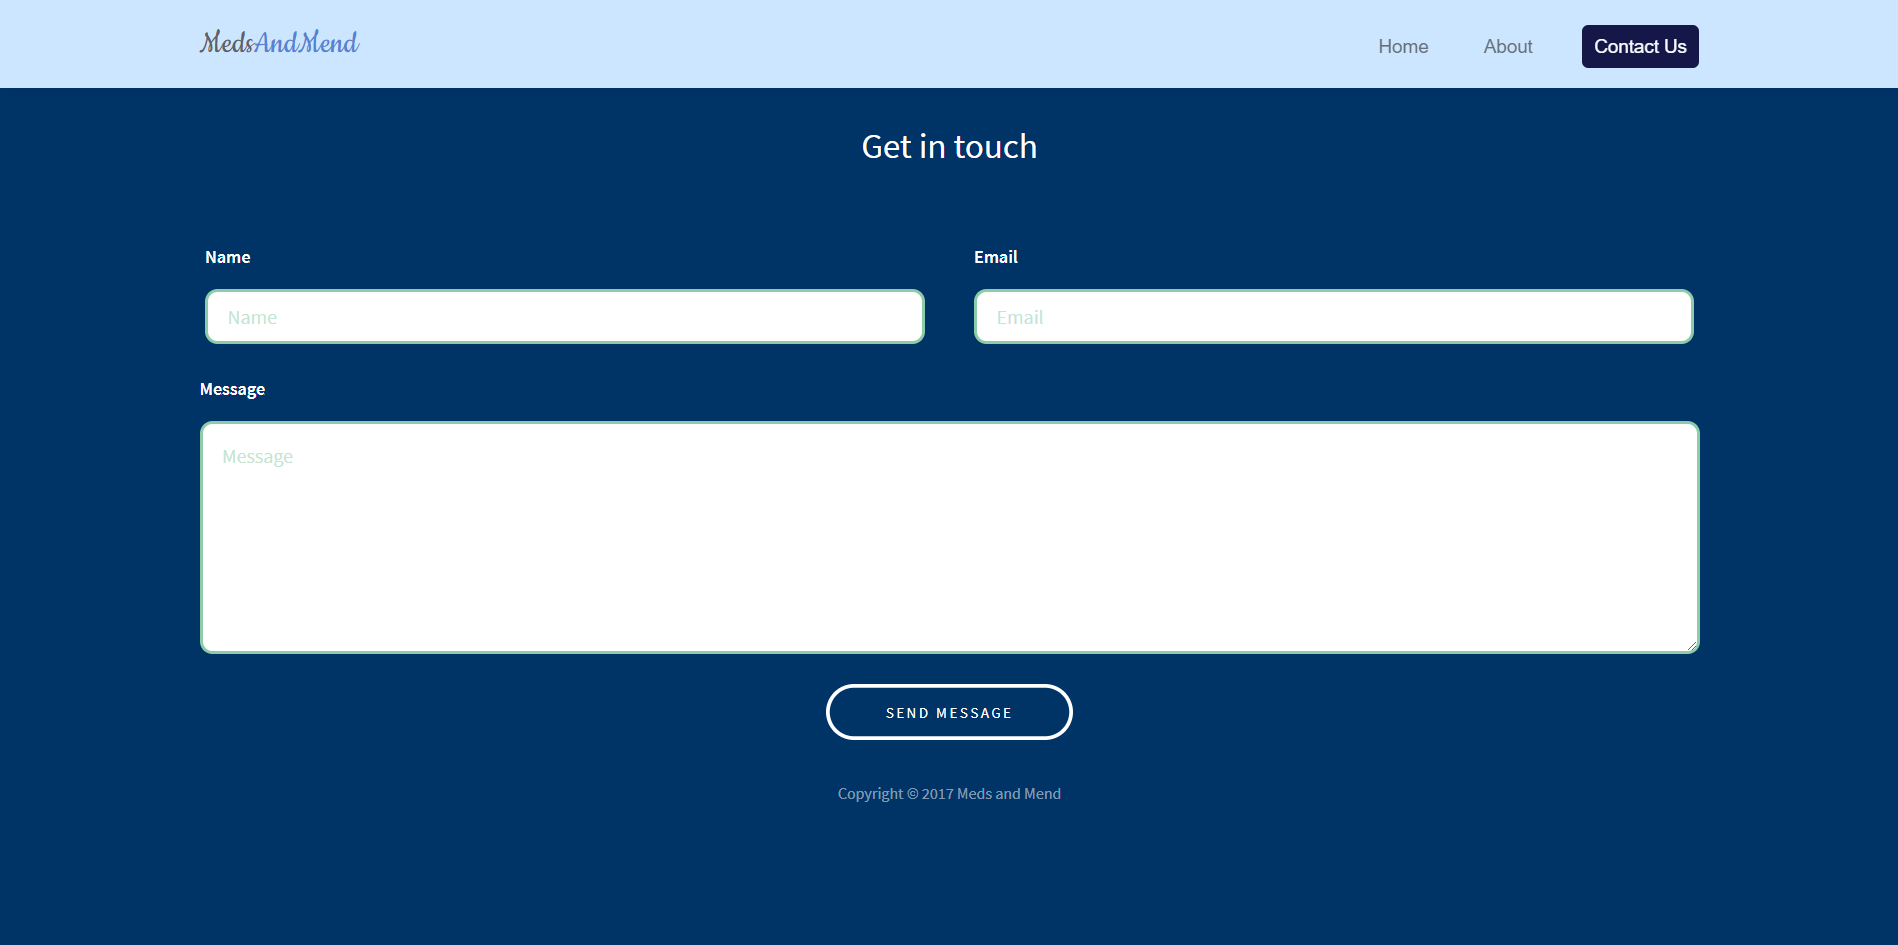 MedsAndMend
Home
About
Contact Us
Get in touch
Name
Email
Name
Email
Message
Message
SEND MESSAGE
Copyright © 2017 Meds and Mend